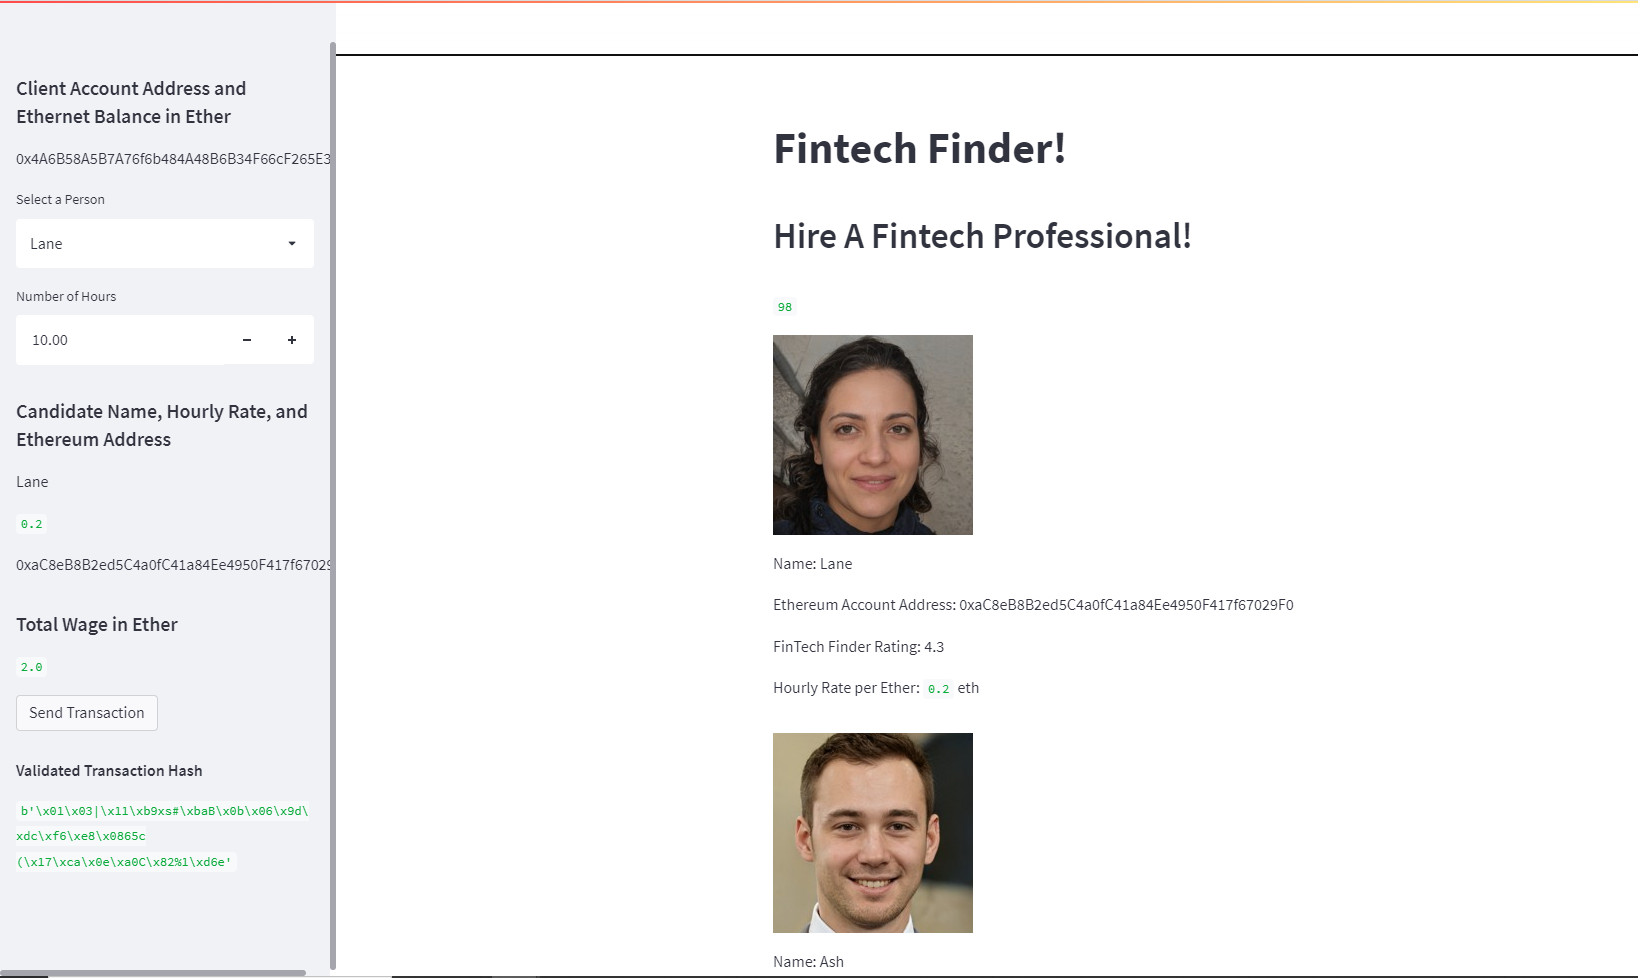 Client Account Address and
Ethernet Balance in Ether
0x4A6B58A5B7A76f6b484A48B6B34F66cF265E3
Select a Person
Lane
Number of Hours
10.00
Candidate Name, Hourly Rate, and
Ethereum Address
Lane
0.2
0xaC8eB8B2ed5C4a0fC41a84Ee4950F417f67029
Total Wage in Ether
2.0
Send Transaction
Validated Transaction Hash
b'\x01\x03|\x11\xb9xs#\xbaB\x0b\x06\x9d\
xdc\xf6\xe8\x0865c
(\x17\xca\x0e\xa0C\x82%1\xd6e'
Fintech Finder!
Hire A Fintech Professional!
98
Name: Lane
Ethereum Account Address: 0xaC8eB8B2ed5C4a0fC41a84Ee4950F417f67029F0
FinTech Finder Rating: 4.3
Hourly Rate per Ether: 0.2 eth
Name: Ash